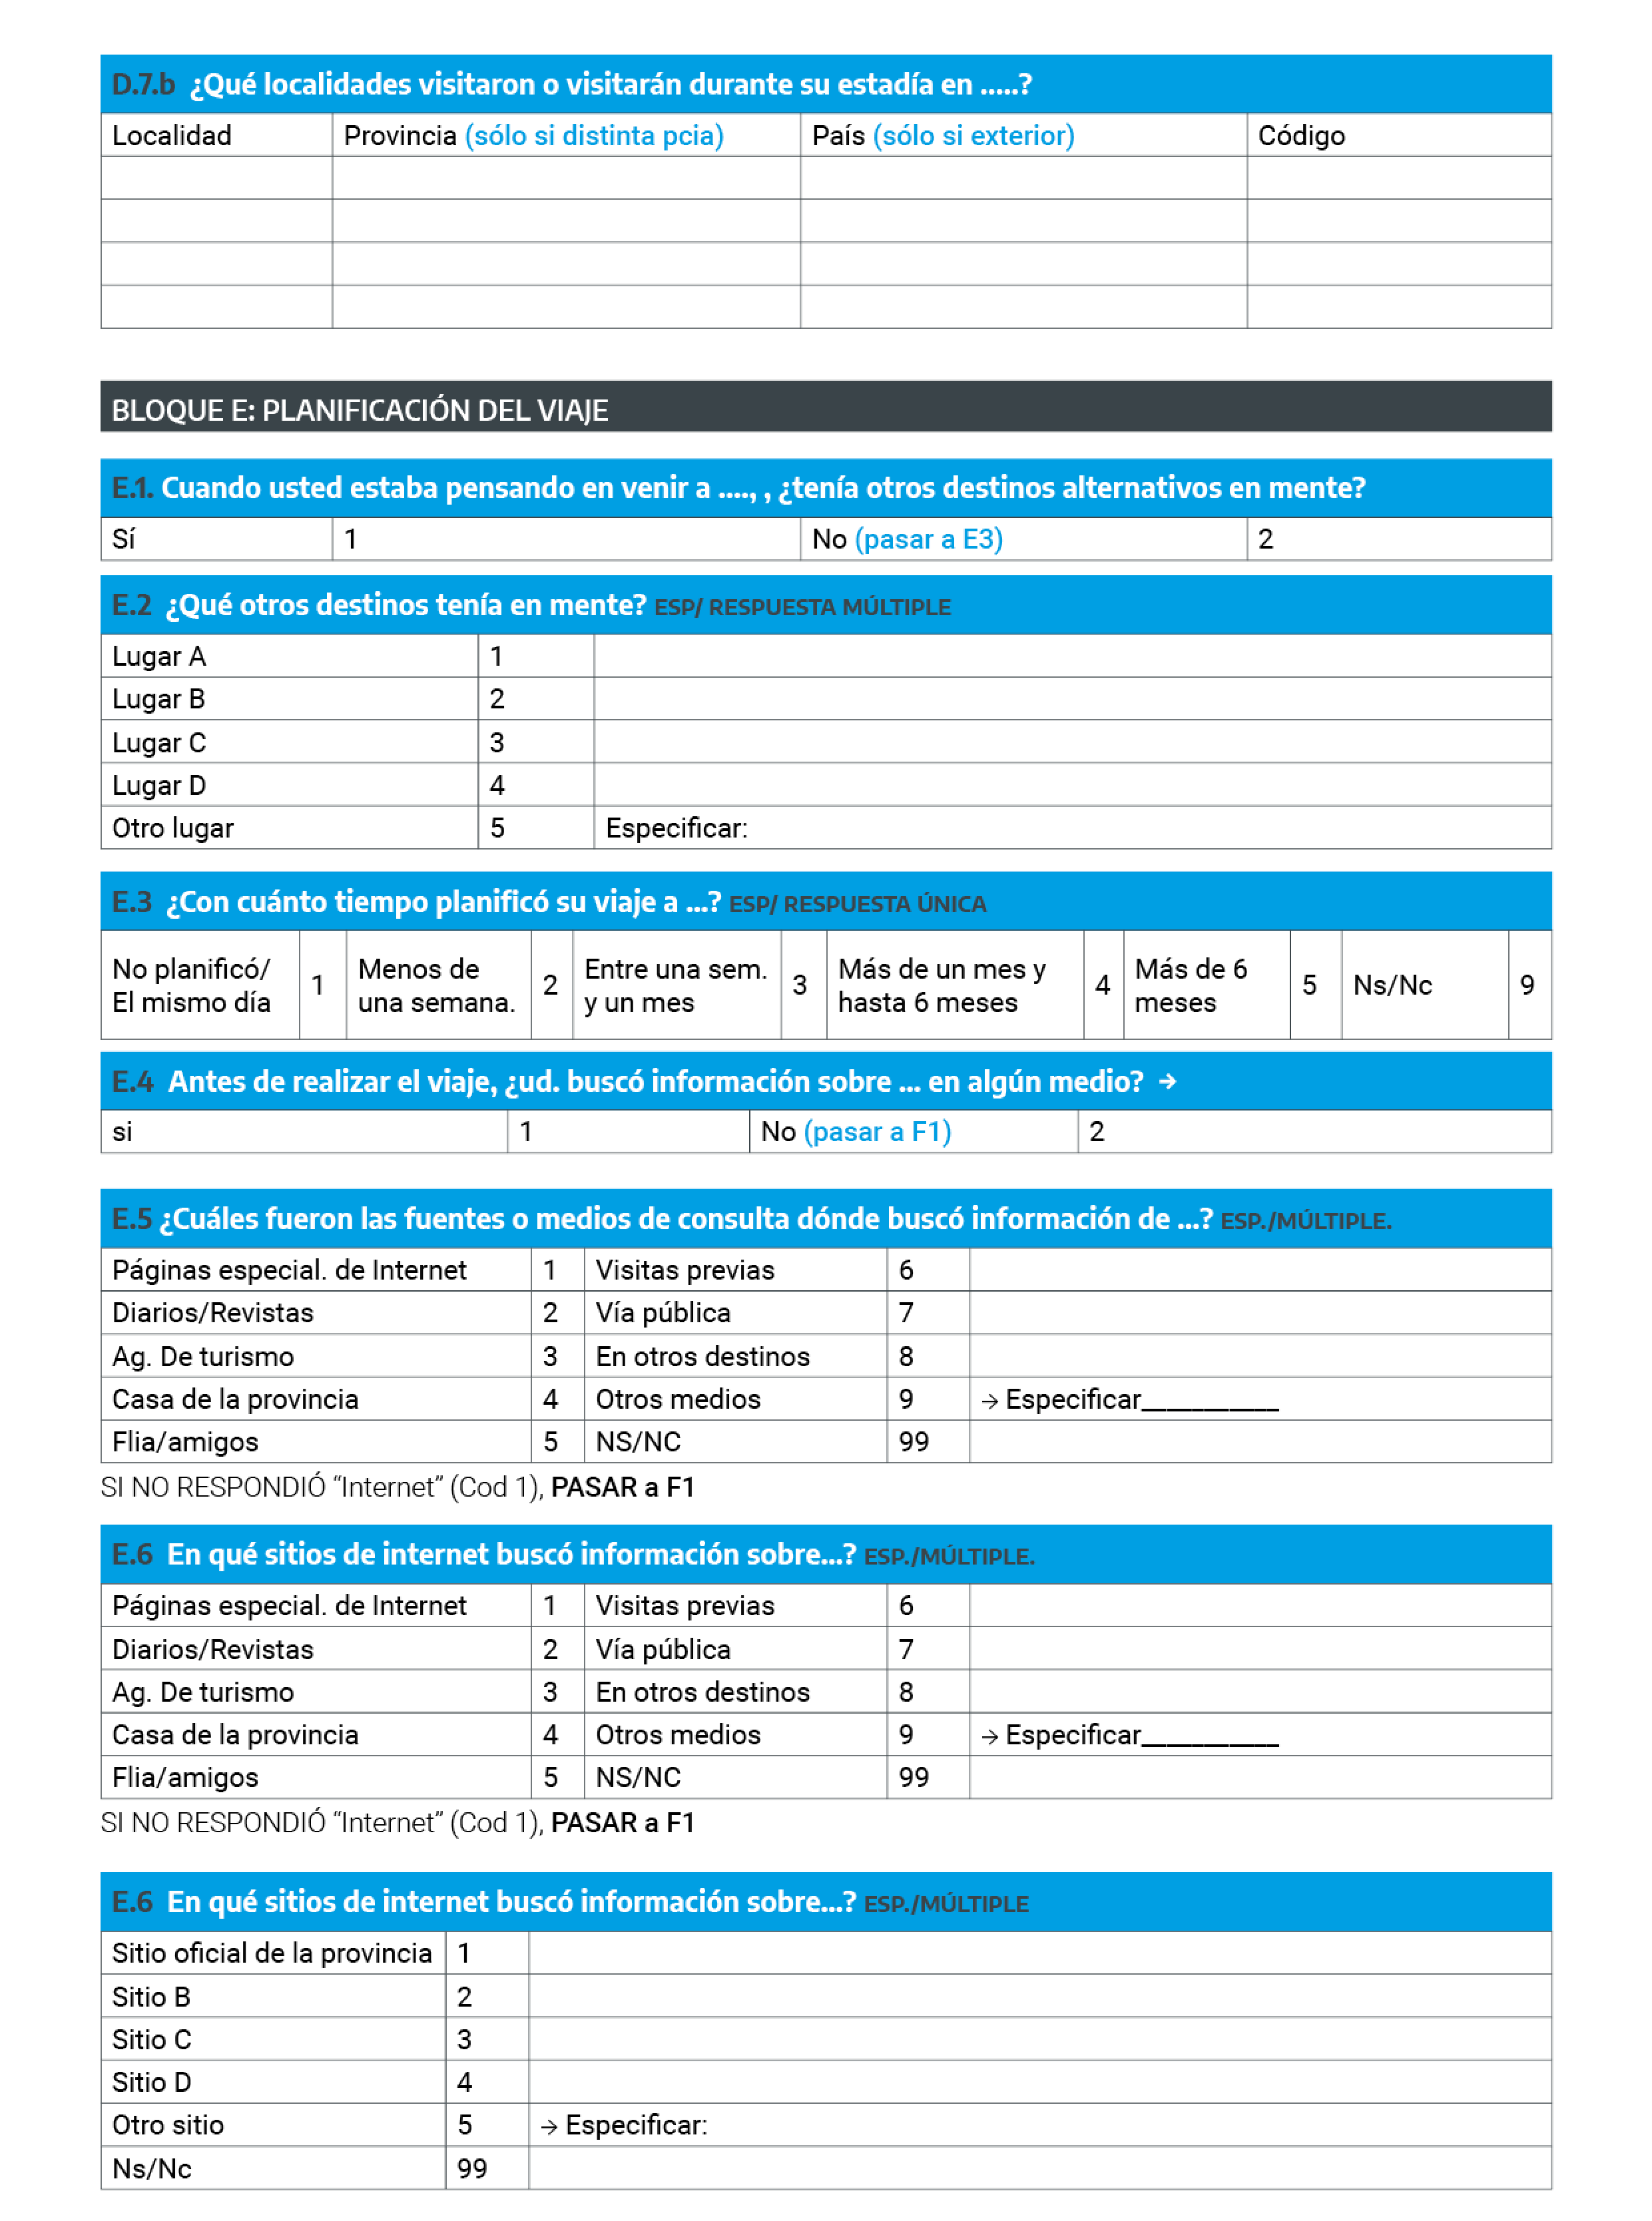 D.7.b ¿Qué localidades visitaron o visitarán durante su estadía en .....?
Localidad Provincia (sólo si distinta pcia) País (sólo si exterior) Código
BLOQUE E: PLANIFICACIÓN DEL VIAJE
E.1. Cuando usted estaba pensando en venir a ...., , ¿tenía otros destinos alternativos en mente?
Sí 1 No (pasar a E3) 2
E.2 ¿Qué otros destinos tenía en mente? ESP/ RESPUESTA MÚLTIPLE
Lugar A 1
Lugar B 2
Lugar C 3
Lugar D 4
Otro lugar 5 Especificar:
E.3 ¿Con cuánto tiempo planificó su viaje a ...? ESP/ RESPUESTA ÚNICA
No planificó/ El mismo día 1 Menos de una semana. 2 Entre una sem. y un mes 3 Más de un mes y hasta 6 meses 4 Más de 6 meses 5 Ns/Nc 9
E.4 Antes de realizar el viaje, ¿ud. buscó información sobre ... en algún medio? →
si 1 No (pasar a F1) 2
E.5 ¿Cuáles fueron las fuentes o medios de consulta dónde buscó información de ...? ESP./MÚLTIPLE.
Páginas especial. de Internet 1 Visitas previas 6
Diarios/Revistas 2 Vía pública 7
Ag. De turismo 3 En otros destinos 8
Casa de la provincia 4 Otros medios 9 → Especificar___________
Flia/amigos 5 NS/NC 99
SI NO RESPONDIÓ “Internet” (Cod 1), PASAR a F1
E.6 En qué sitios de internet buscó información sobre...? ESP./MÚLTIPLE.
Páginas especial. de Internet 1 Visitas previas 6
Diarios/Revistas 2 Vía pública 7
Ag. De turismo 3 En otros destinos 8
Casa de la provincia 4 Otros medios 9 → Especificar___________
Flia/amigos 5 NS/NC 99
SI NO RESPONDIÓ “Internet” (Cod 1), PASAR a F1
E.6 En qué sitios de internet buscó información sobre...? ESP./MÚLTIPLE
Sitio oficial de la provincia 1
Sitio B 2
Sitio C 3
Sitio D 4
Otro sitio 5 → Especificar:
Ns/Nc 99